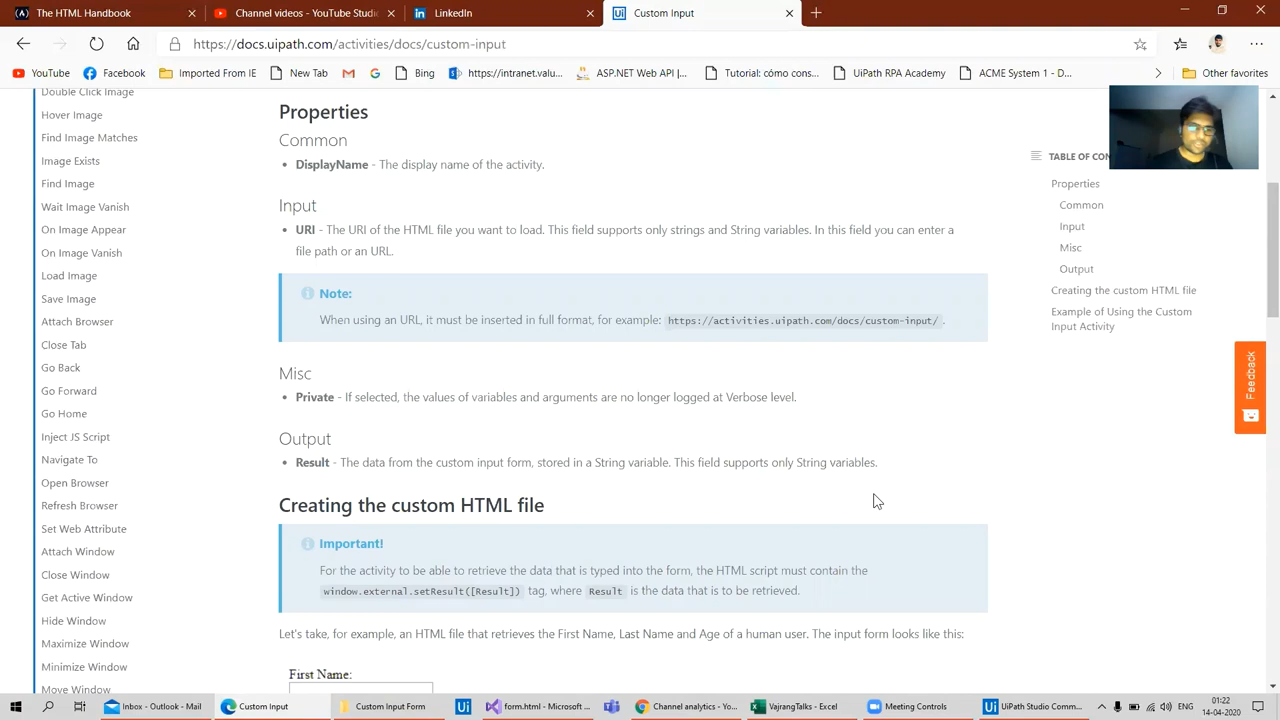 The HTML Handbook
Channel videos - YouTube Studi
LinkedIn
Ui Custom Input
https://docs.uipath.com/activities/docs/custom-input
YouTube
Facebook
Imported From IE
New Tab
Bing
https://intranet.valu...
ASP.NET Web API |...
Tutorial: cómo cons...
UiPath RPA Academy
ACME System 1 - D...
Other favorites
Double Click Image
Hover Image
Find Image Matches
Image Exists
Find Image
Wait Image Vanish
On Image Appear
On Image Vanish
Load Image
Save Image
Attach Browser
Close Tab
Go Back
Go Forward
Go Home
Inject JS Script
Navigate To
Open Browser
Refresh Browser
Set Web Attribute
Attach Window
Close Window
Get Active Window
Hide Window
Maximize Window
Minimize Window
Move Window
Properties
Common
• DisplayName - The display name of the activity.
Input
• URI - The URI of the HTML file you want to load. This field supports only strings and String variables. In this field you can enter a
file path or an URL.
Note:
When using an URL, it must be inserted in full format, for example: https://activities.uipath.com/docs/custom-input/ .
Misc
• Private - If selected, the values of variables and arguments are no longer logged at Verbose level.
Output
• Result - The data from the custom input form, stored in a String variable. This field supports only String variables.
Creating the custom HTML file
Important!
For the activity to be able to retrieve the data that is typed into the form, the HTML script must contain the
window.external.setResult([Result]) tag, where Result is the data that is to be retrieved.
Let's take, for example, an HTML file that retrieves the First Name, Last Name and Age of a human user. The input form looks like this:
First Name:
TABLE OF CON
Properties
Common
Input
Misc
Output
Creating the custom HTML file
Example of Using the Custom
Input Activity
Feedback
Inbox - Outlook - Mail
Custom Input
Custom Input Form
Ui
form.html - Microsoft ...
Channel analytics - Yo...
VajrangTalks - Excel
Meeting Controls
Ui UiPath Studio Comm...
01:22
14-04-2020